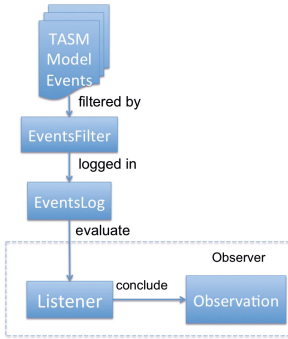 TASM
Model
Events
filtered by
EventsFilter
logged in
EventsLog
evaluate
Observer
Listener
conclude
Observation